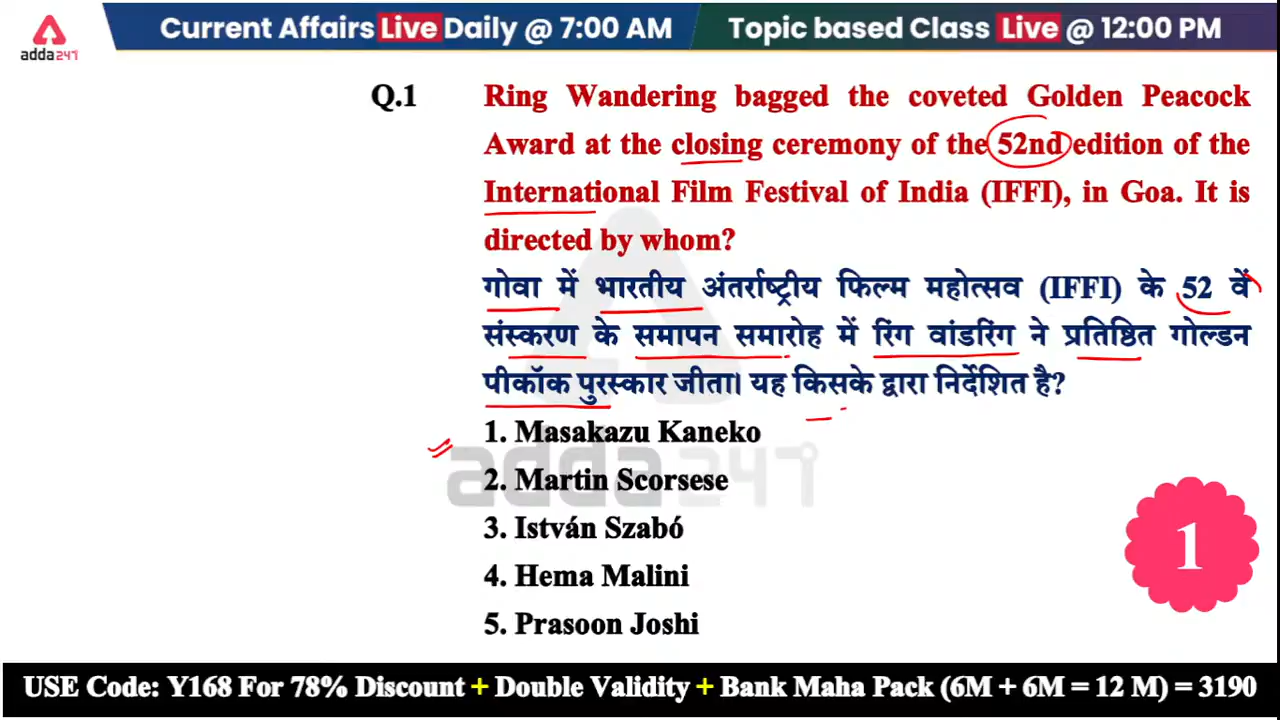 Current Affairs Live Daily @ 7:00 AM
Topic based Class Live @ 12:00 PM
adda247
Q.1
Ring Wandering bagged the coveted Golden Peacock
Award at the closing ceremony of the 52nd edition of the
International Film Festival of India (IFFI), in Goa. It is
directed by whom?
गोवा में भारतीय अंतर्राष्ट्रीय फिल्म महोत्सव (IFFI) के 52 वें
संस्करण के समापन समारोह में रिंग वांडरिंग ने प्रतिष्ठित गोल्डन
पीकॉक पुरस्कार जीता। यह किसके द्वारा निर्देशित है?
1. Masakazu Kaneko
adda247
2. Martin Scorsese
3. István Szabó
4. Hema Malini
5. Prasoon Joshi
1
USE Code: Y168 For 78% Discount + Double Validity + Bank Maha Pack (6M + 6M = 12 M) = 3190